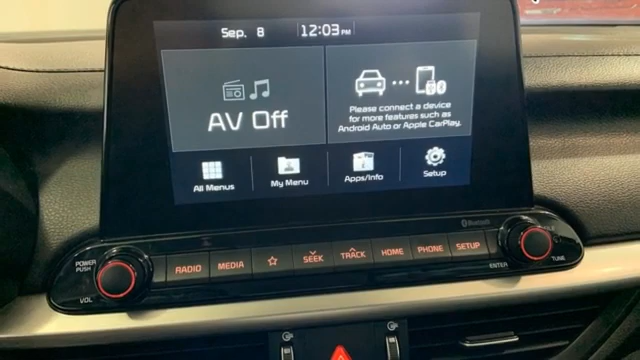 Sep. 8 12:03 PM
AV Off
Please connect a device
for more features such as
Android Auto or Apple CarPlay.
All Menus
My Menu
Apps/Info
Setup
Bluetooth
POWER
PUSH
VOL
RADIO
MEDIA
SEEK
TRACK
HOME
PHONE
SETUP
ENTER
TUNE